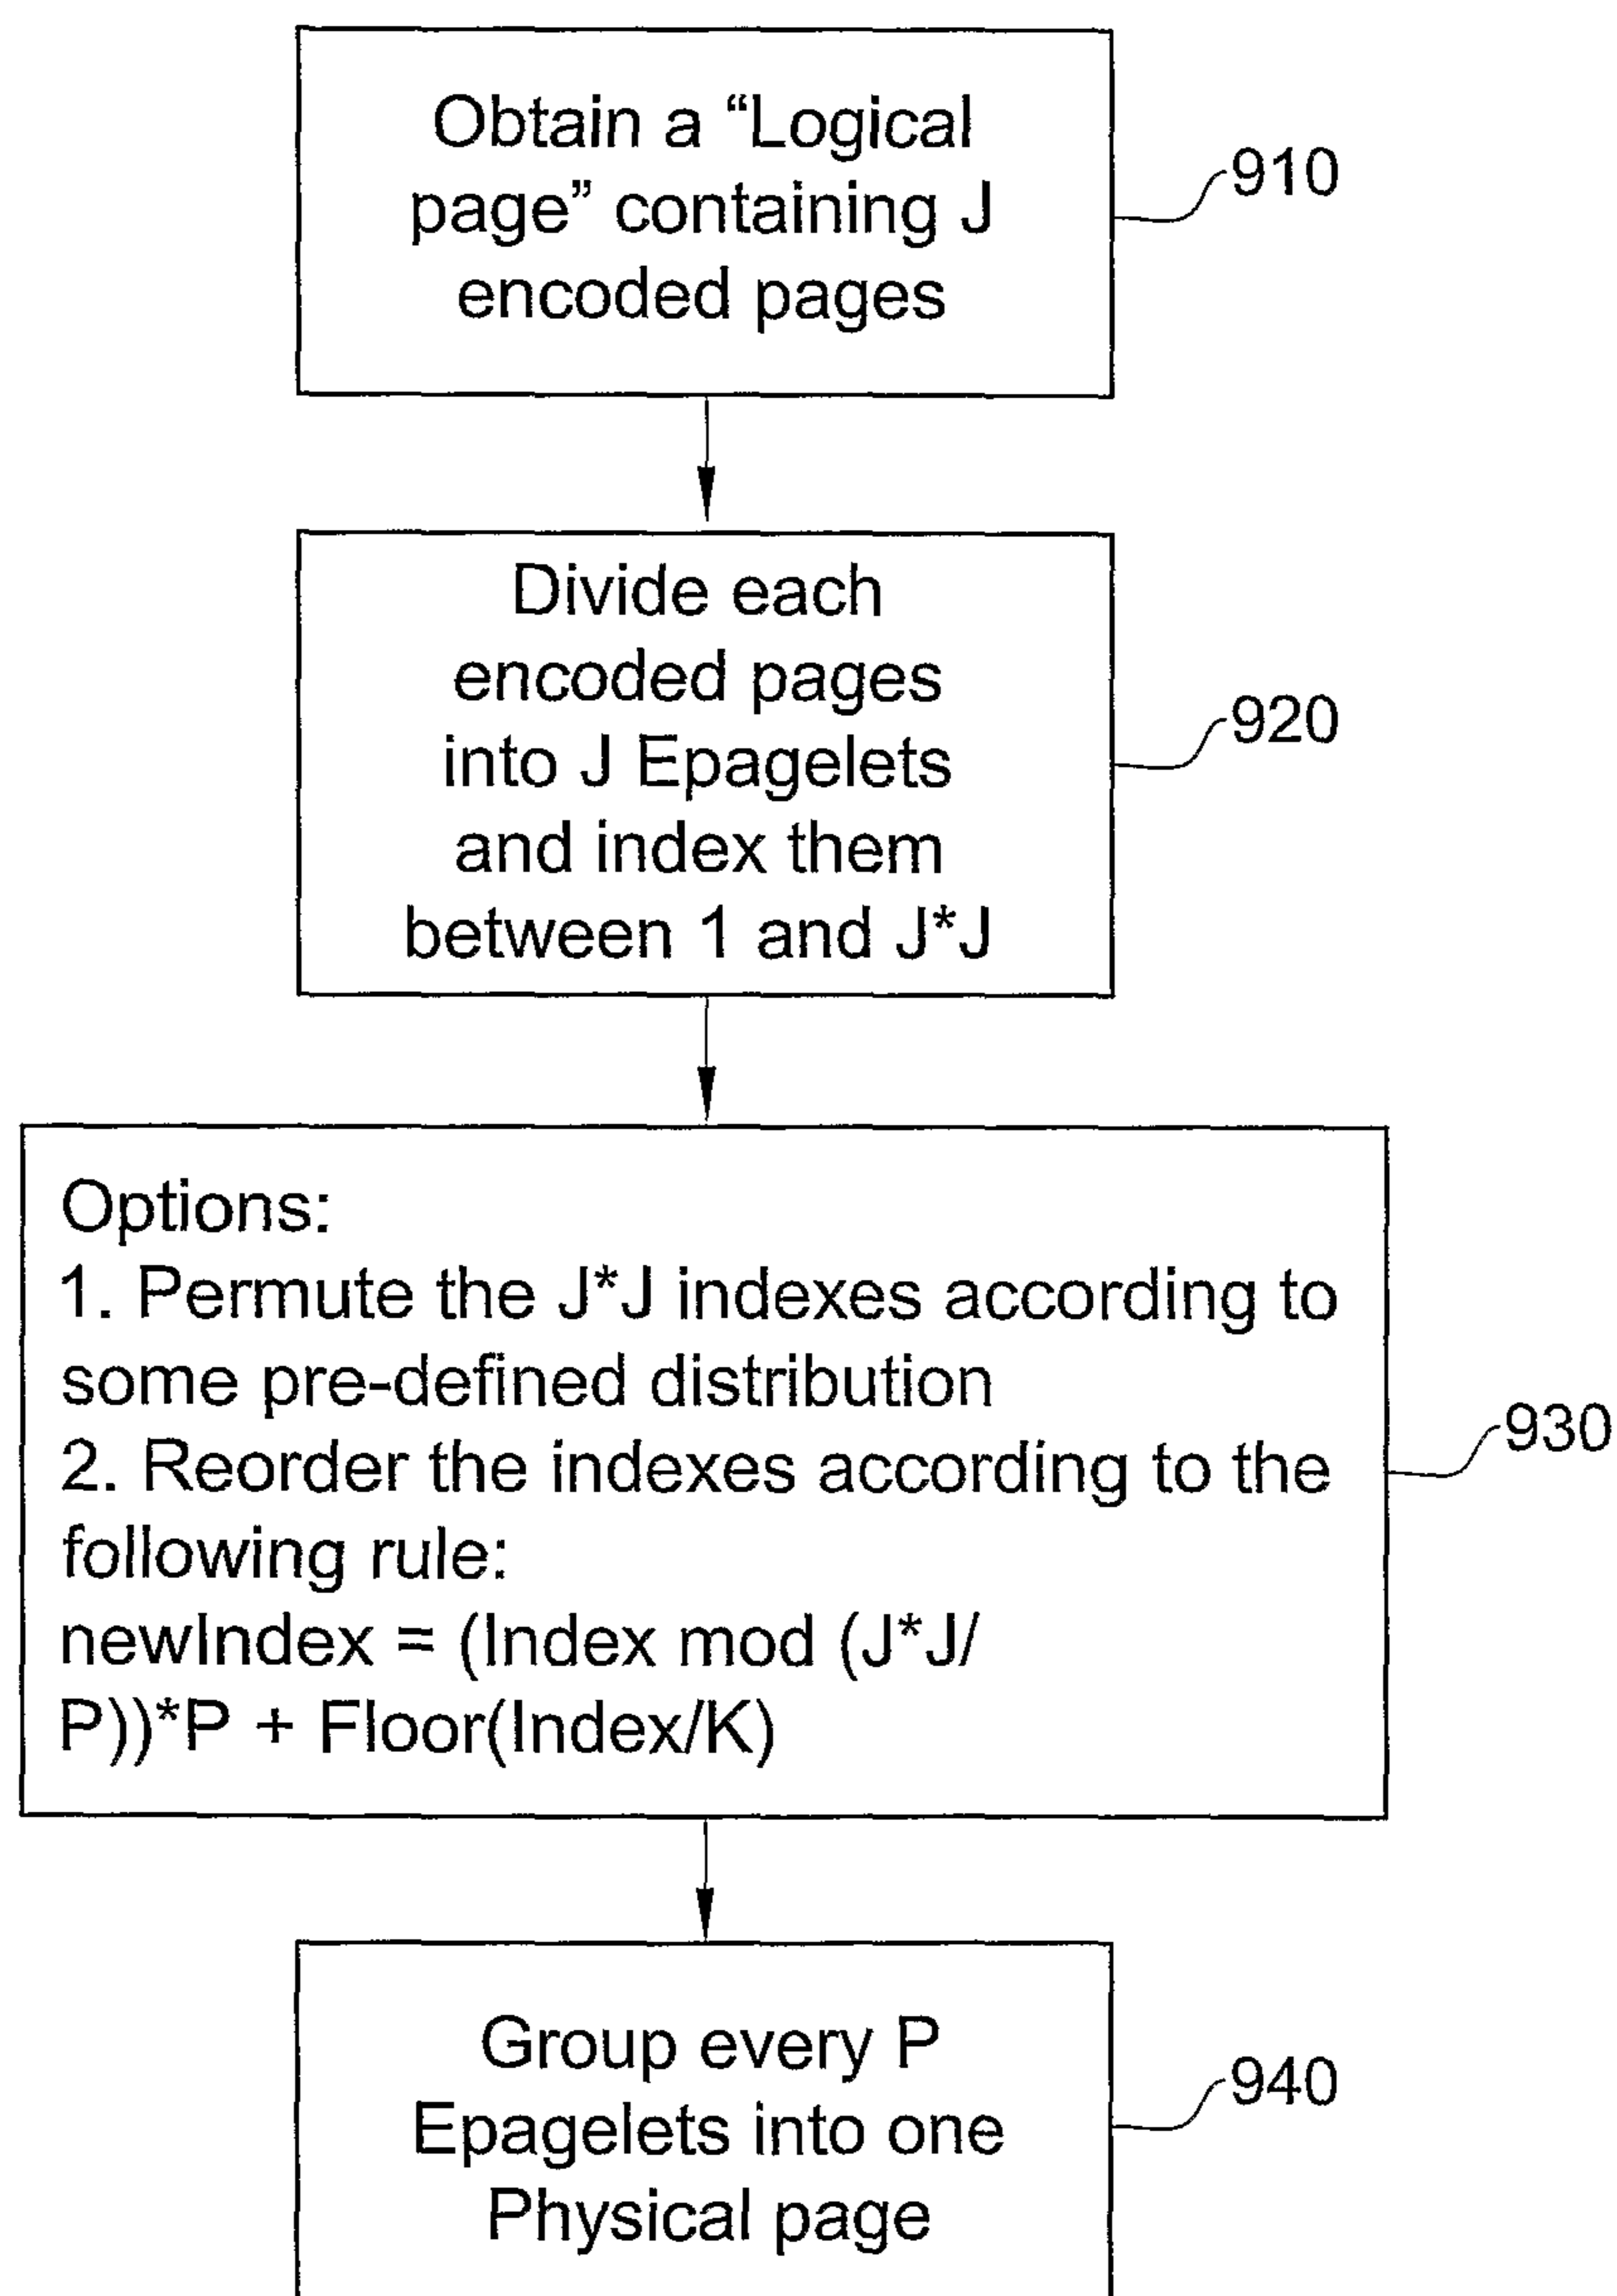 Obtain a “Logical
page” containing J
encoded pages
910
Divide each
encoded pages
into J Epagelets
and index them
between 1 and J*J
920
Options:
1. Permute the J*J indexes according to
some pre-defined distribution
2. Reorder the indexes according to the
following rule:
newIndex = (Index mod (J*J/
P))*P + Floor(Index/K)
930
Group every P
Epagelets into one
Physical page
940